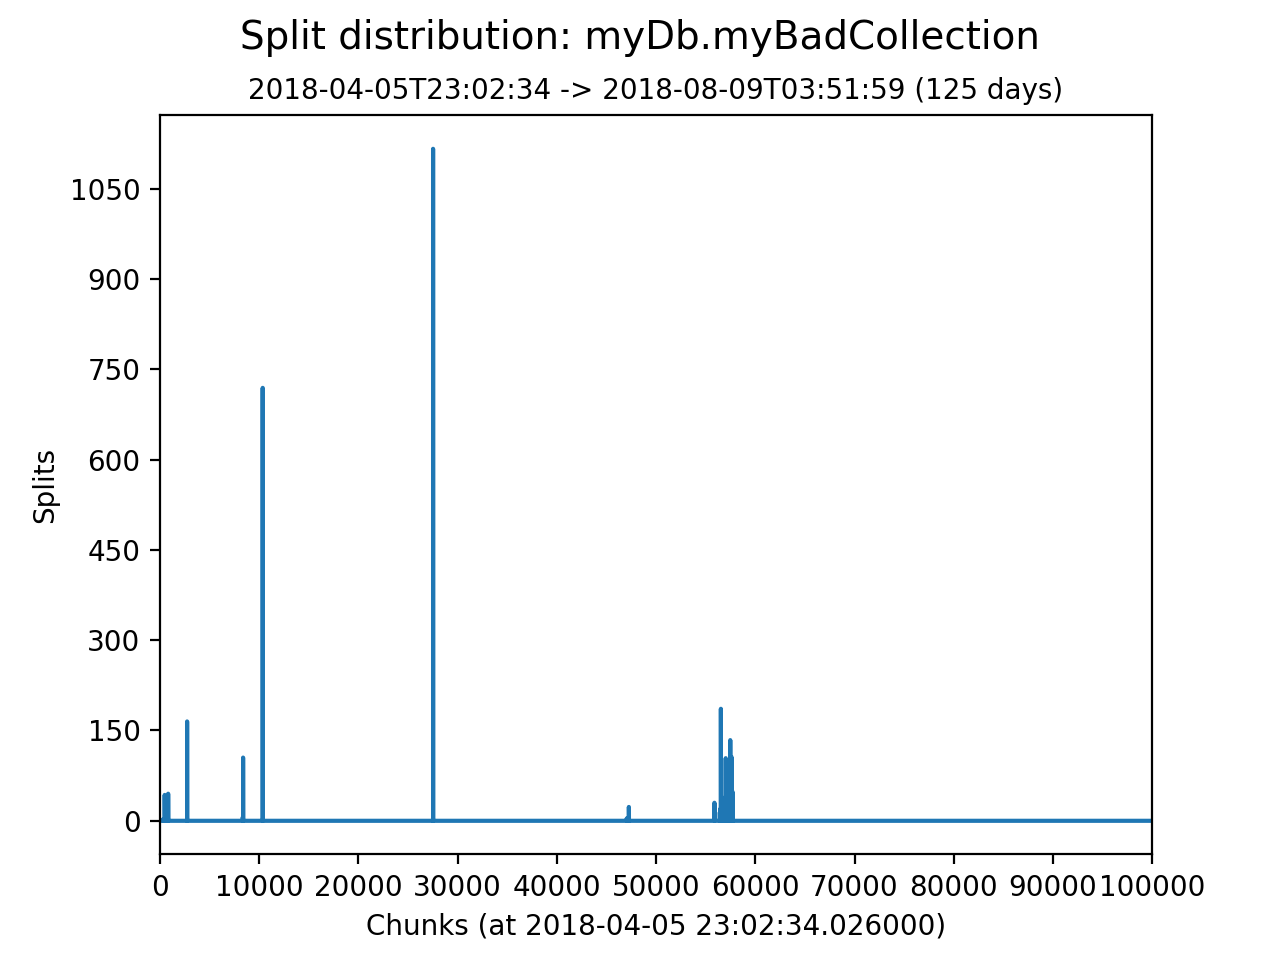 Split distribution: myDb.myBadCollection
2018-04-05T23:02:34 -> 2018-08-09T03:51:59 (125 days)
1050
900
750
600
450
300
150
0
Splits
0 10000 20000 30000 40000 50000 60000 70000 80000 90000 100000
Chunks (at 2018-04-05 23:02:34.026000)